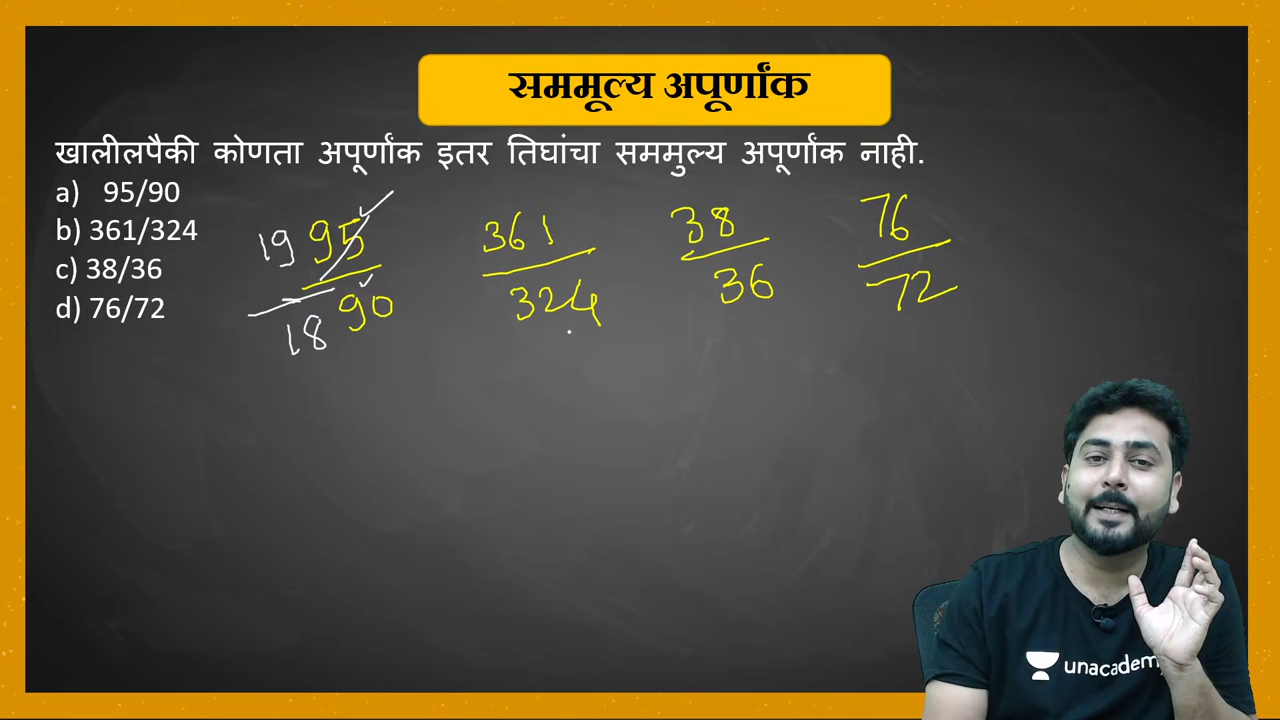 सममूल्य अपूर्णांक
खालीलपैकी कोणता अपूर्णांक इतर तिघांचा सममुल्य अपूर्णांक नाही.
a) 95/90
b) 361/324
c) 38/36
d) 76/72
19 95 361 38 76
18 90 324 36 72
unacadem